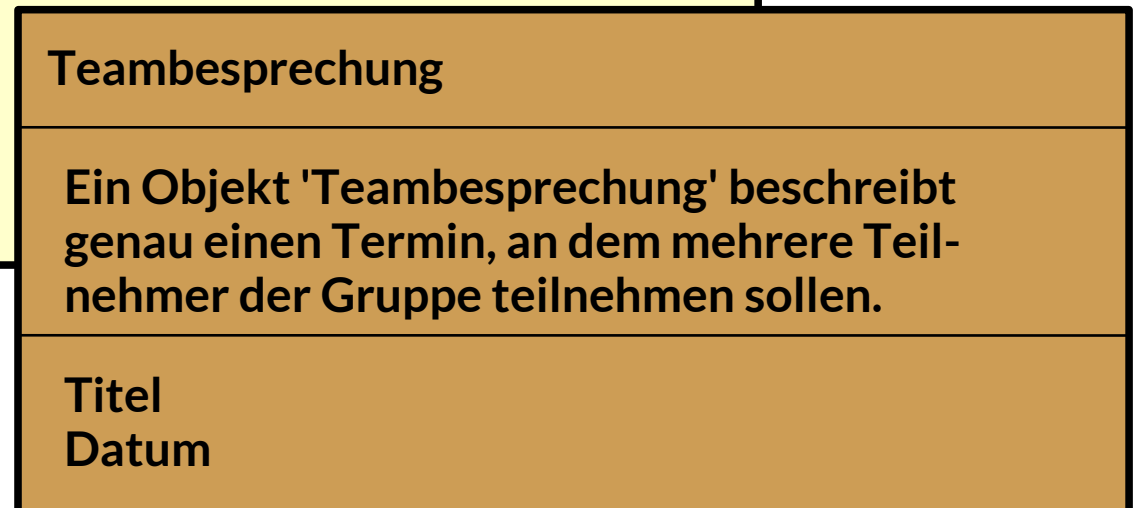 Teambesprechung
Ein Objekt 'Teambesprechung' beschreibt
genau einen Termin, an dem mehrere Teil-
nehmer der Gruppe teilnehmen sollen.
Titel
Datum